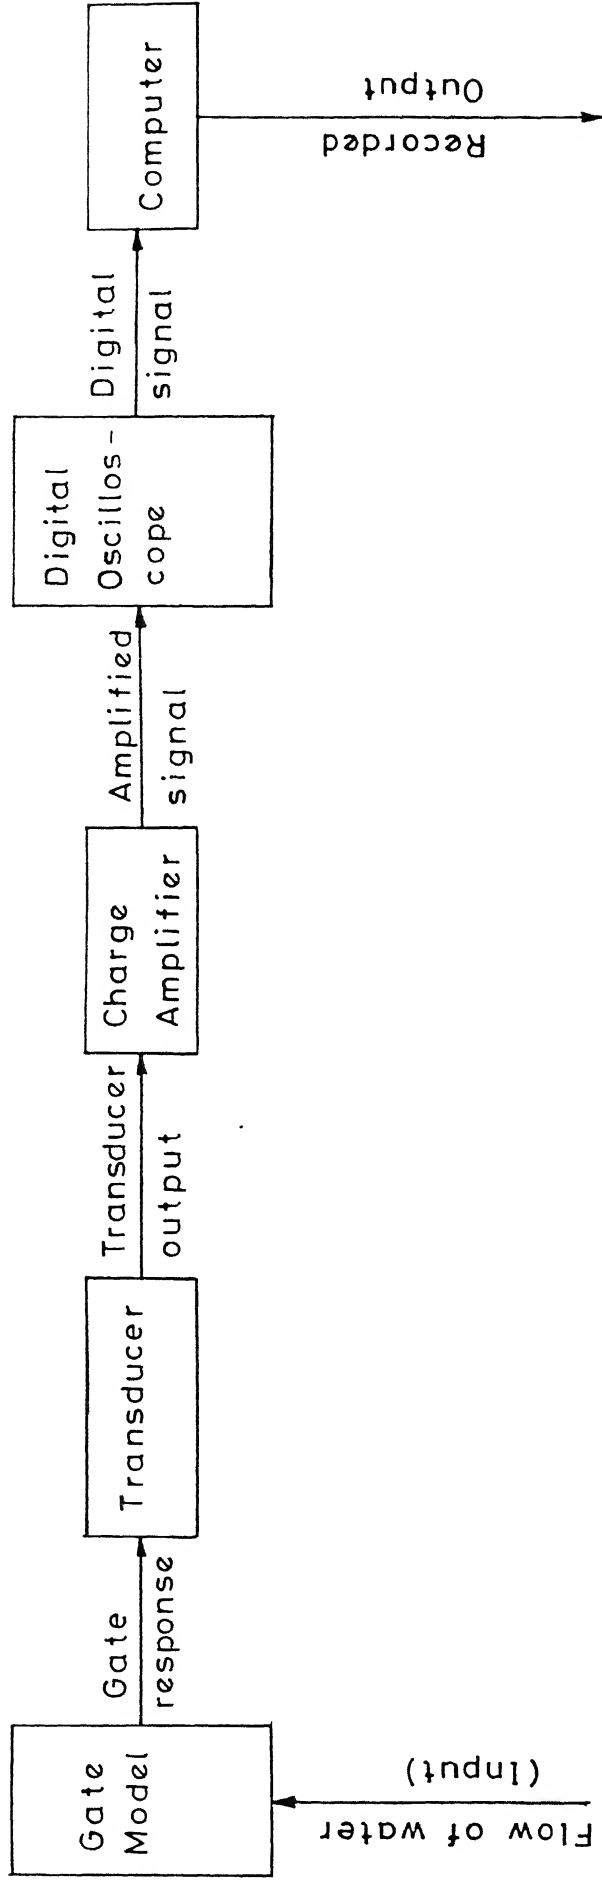 Flow of water
(Input)
Gate
Model
Gate
response
Transducer
Transducer
output
Charge
Amplifier
Amplified
signal
Digital
Oscillos-
cope
Digital
signal
Computer
Recorded
Output